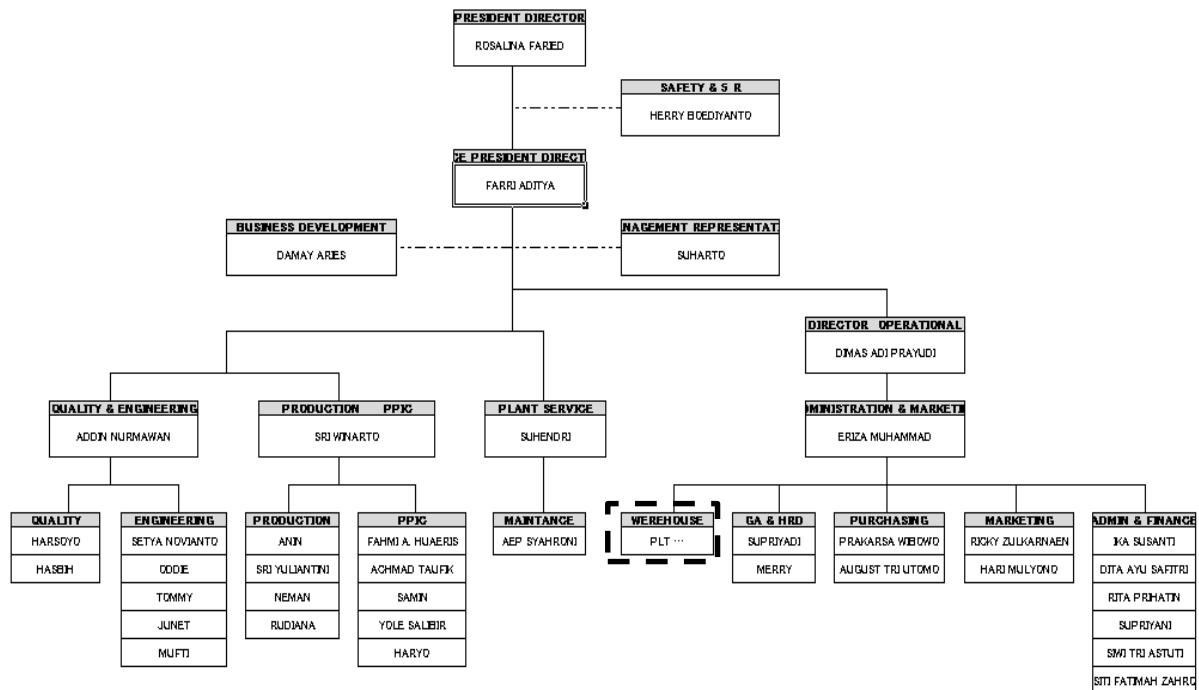 PRESIDENT DIRECTOR
ROSALINA FARIED
SAFETY & 5 R
HERRY BOEDIYANTO
CE PRESIDENT DIRECT
FARRI ADITYA
BUSINESS DEVELOPMENT
DAMAY ARIES
NAGEMENT REPRESENTAT
SUHARTO
DIRECTOR OPERATIONAL
DIMAS ADI PRAYUDI
QUALITY & ENGINEERING
ADDIN NURMAWAN
PRODUCTION PPIC
SRI WINARTO
PLANT SERVICE
SUHENDRI
DMINISTRATION & MARKETI
ERIZA MUHAMMAD
QUALITY
HARSOYO
HASBIH
ENGINEERING
SETYA NOVIANTO
ODDIE
TOMMY
JUNET
MUFTI
PRODUCTION
ANIN
SRI YULIANTINI
NEMAN
RUDIANA
PPIC
FAHMI A. HUAERIS
ACHMAD TAUFIK
SAMIN
YOLE SALIBIR
HARYO
MAINTANCE
AEP SYAHRONI
WEREHOUSE
PLT ...
GA & HRD
SUPRIYADI
MERRY
PURCHASING
PRAKARSA WIBOWO
AUGUST TRI UTOMO
MARKETING
RICKY ZULKARNAEN
HARI MULYONO
ADMIN & FINANCE
IKA SUSANTI
DITA AYU SAFITRI
RITA PRIHATIN
SUPRIYANI
SIWI TRI ASTUTI
SITI FATIMAH ZAHRO